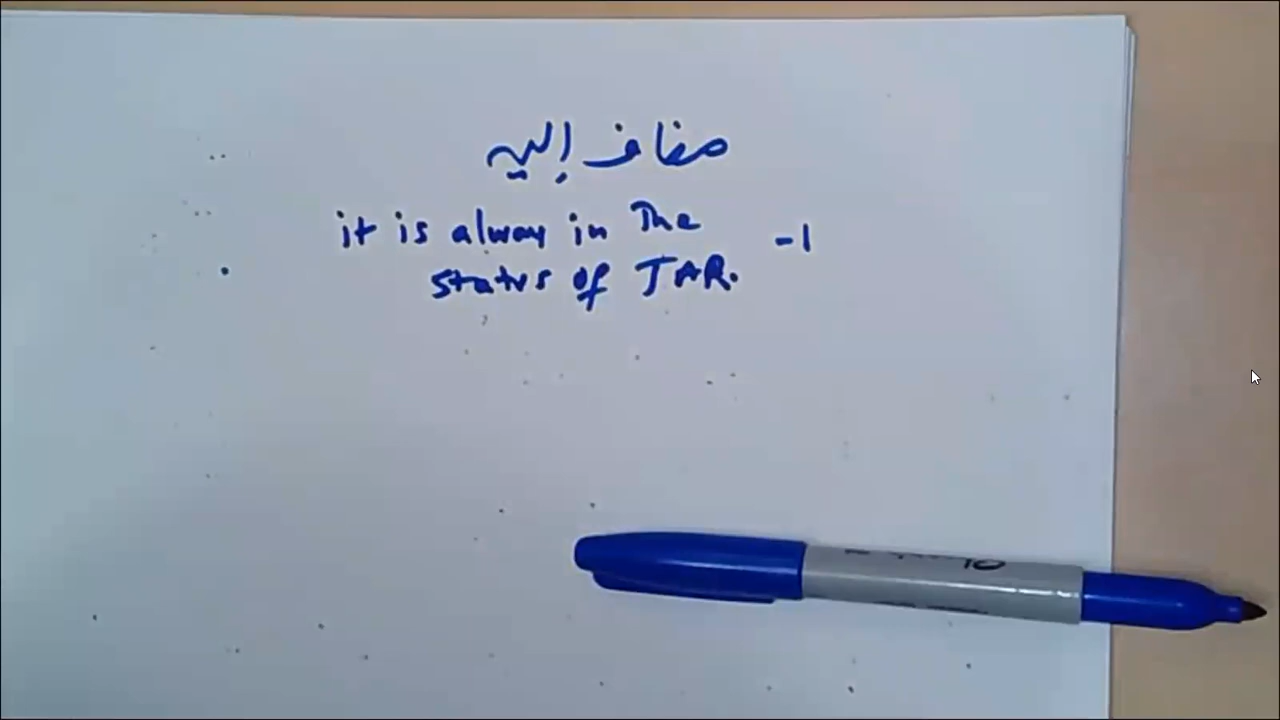 مضاف إليه
1- it is alway in the
status of JAR.